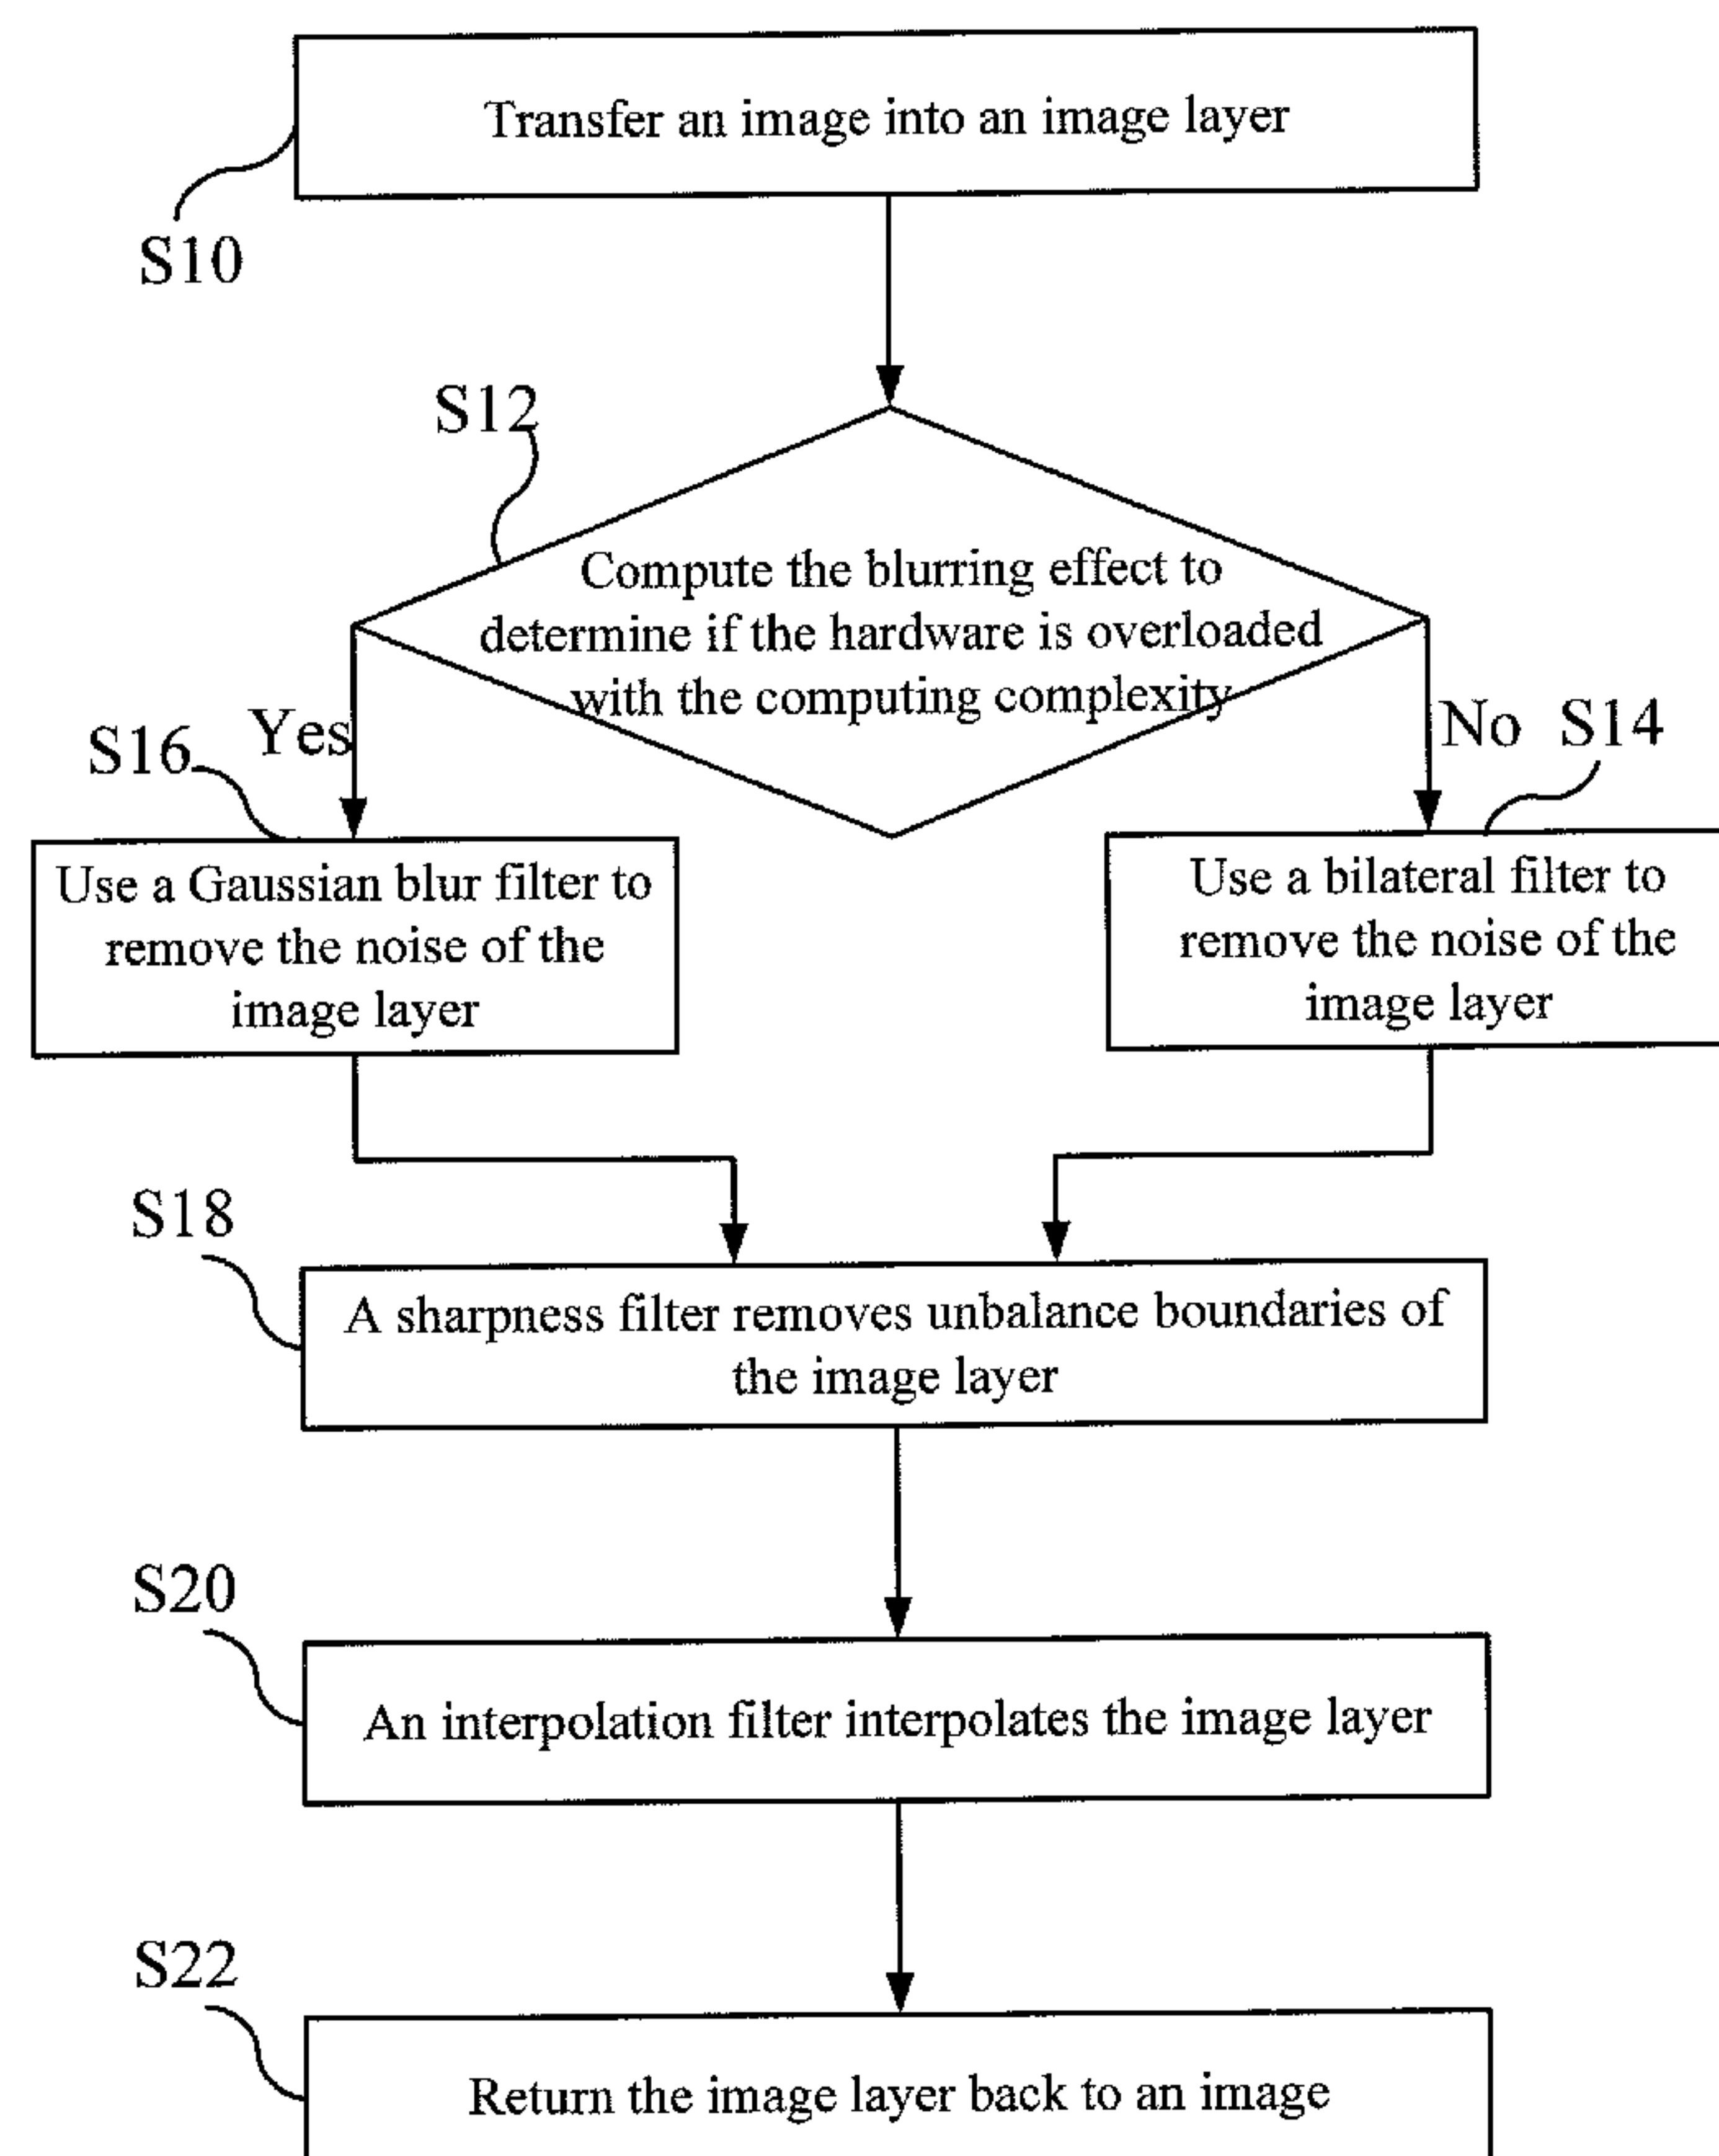 Transfer an image into an image layer
S10
S12
Compute the blurring effect to
determine if the hardware is overloaded
with the computing complexity
Yes
No
S16
S14
Use a Gaussian blur filter to
remove the noise of the
image layer
Use a bilateral filter to
remove the noise of the
image layer
S18
A sharpness filter removes unbalance boundaries of
the image layer
S20
An interpolation filter interpolates the image layer
S22
Return the image layer back to an image